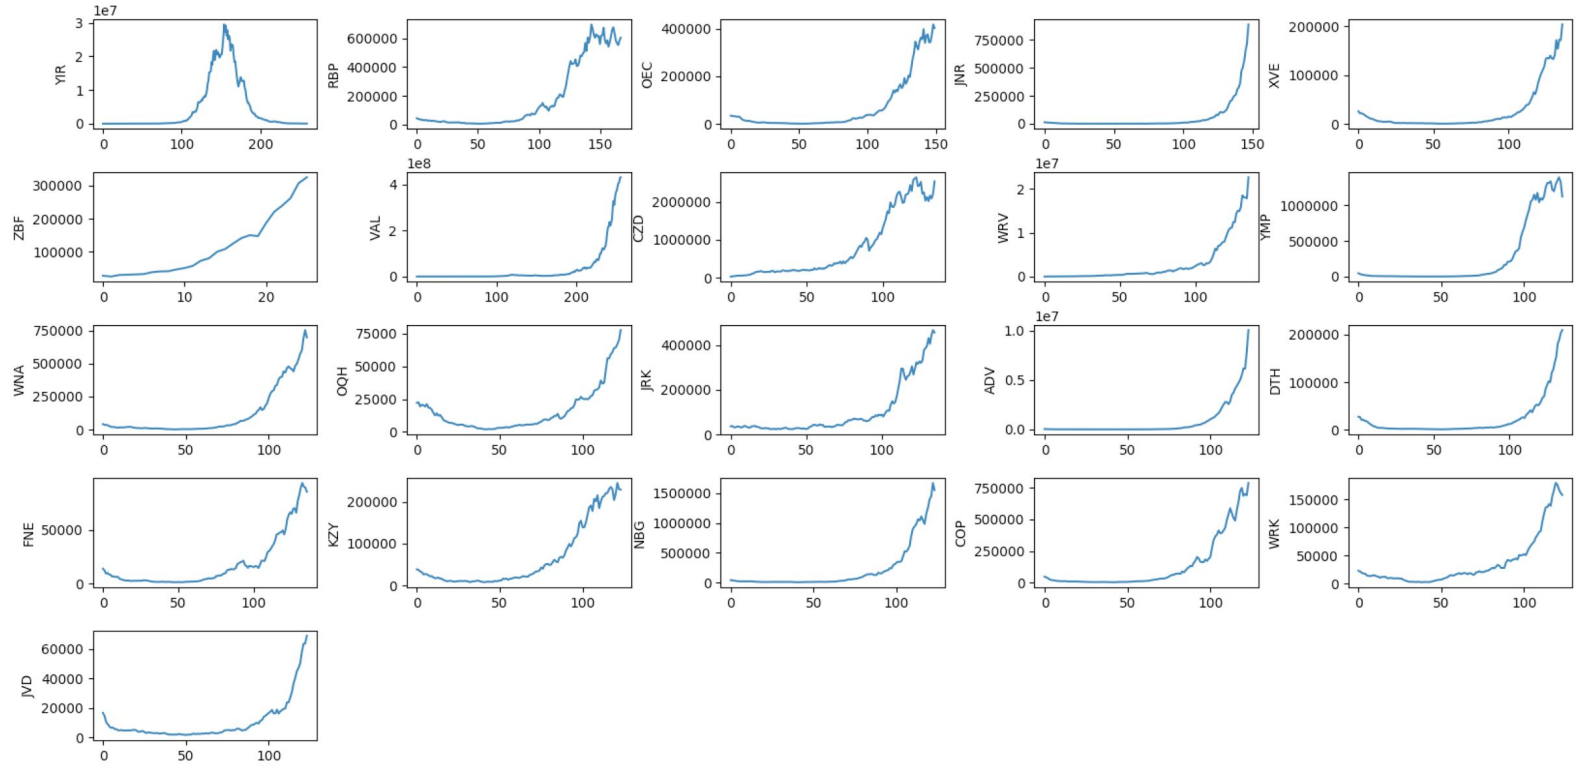 1e7
YIR
3
2
1
0
0 100 200
RBP
600000
400000
200000
0
0 50 100 150
OEC
400000
200000
0
0 50 100 150
JNR
750000
500000
250000
0
0 50 100 150
XVE
200000
100000
0
0 50 100
ZBF
300000
200000
100000
0 10 20
1e8
VAL
4
2
0
0 100 200
CZD
2000000
1000000
0
0 50 100
1e7
WRV
2
1
0
0 50 100
YMP
1000000
500000
0
0 50 100
WNA
750000
500000
250000
0
0 50 100
OQH
75000
50000
25000
0
0 50 100
JRK
400000
200000
0
0 50 100
1e7
ADV
1.0
0.5
0.0
0 50 100
DTH
200000
100000
0
0 50 100
FNE
50000
0
0 50 100
KZY
200000
100000
0
0 50 100
NBG
1500000
1000000
500000
0
0 50 100
COP
750000
500000
250000
0
0 50 100
WRK
150000
100000
50000
0
0 50 100
JVD
60000
40000
20000
0
0 50 100